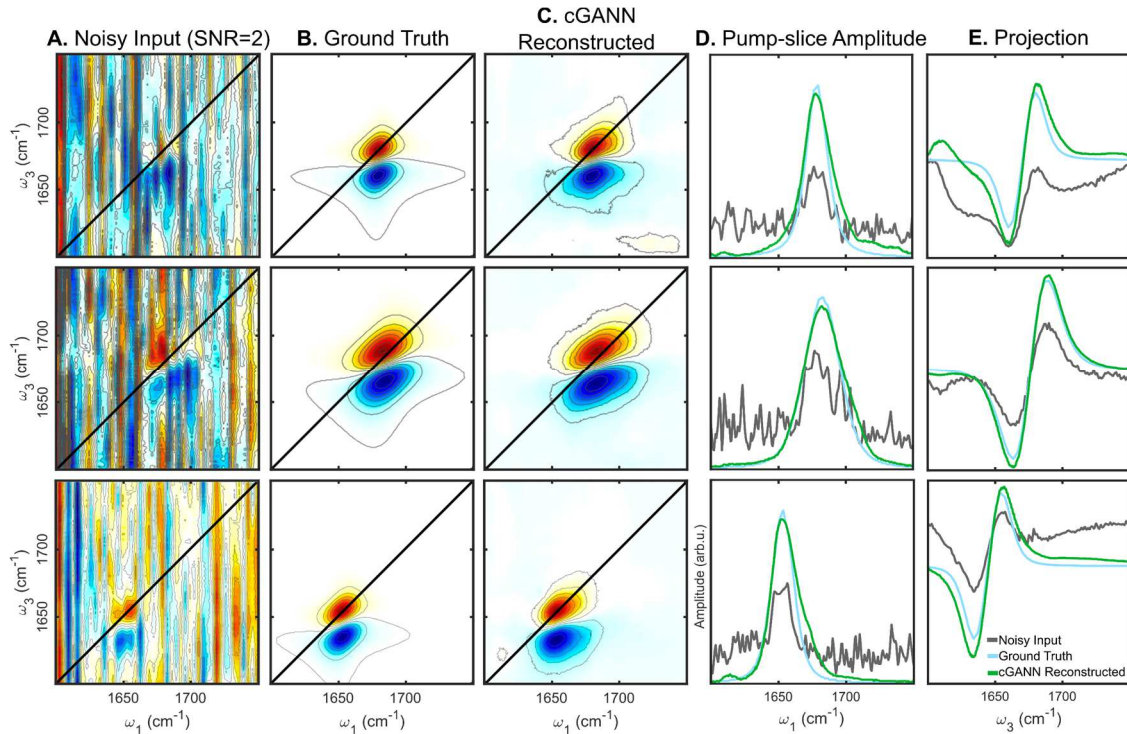 C. cGANN
A. Noisy Input (SNR=2) B. Ground Truth Reconstructed D. Pump-slice Amplitude E. Projection
ω3 (cm-1)
1700
1650
ω3 (cm-1)
1700
1650
ω3 (cm-1)
1700
1650
Amplitude (arb.u.)
Noisy Input
Ground Truth
cGANN Reconstructed
1650 1700 1650 1700 1650 1700 1650 1700 1650 1700
ω1 (cm-1) ω1 (cm-1) ω1 (cm-1) ω1 (cm-1) ω3 (cm-1)